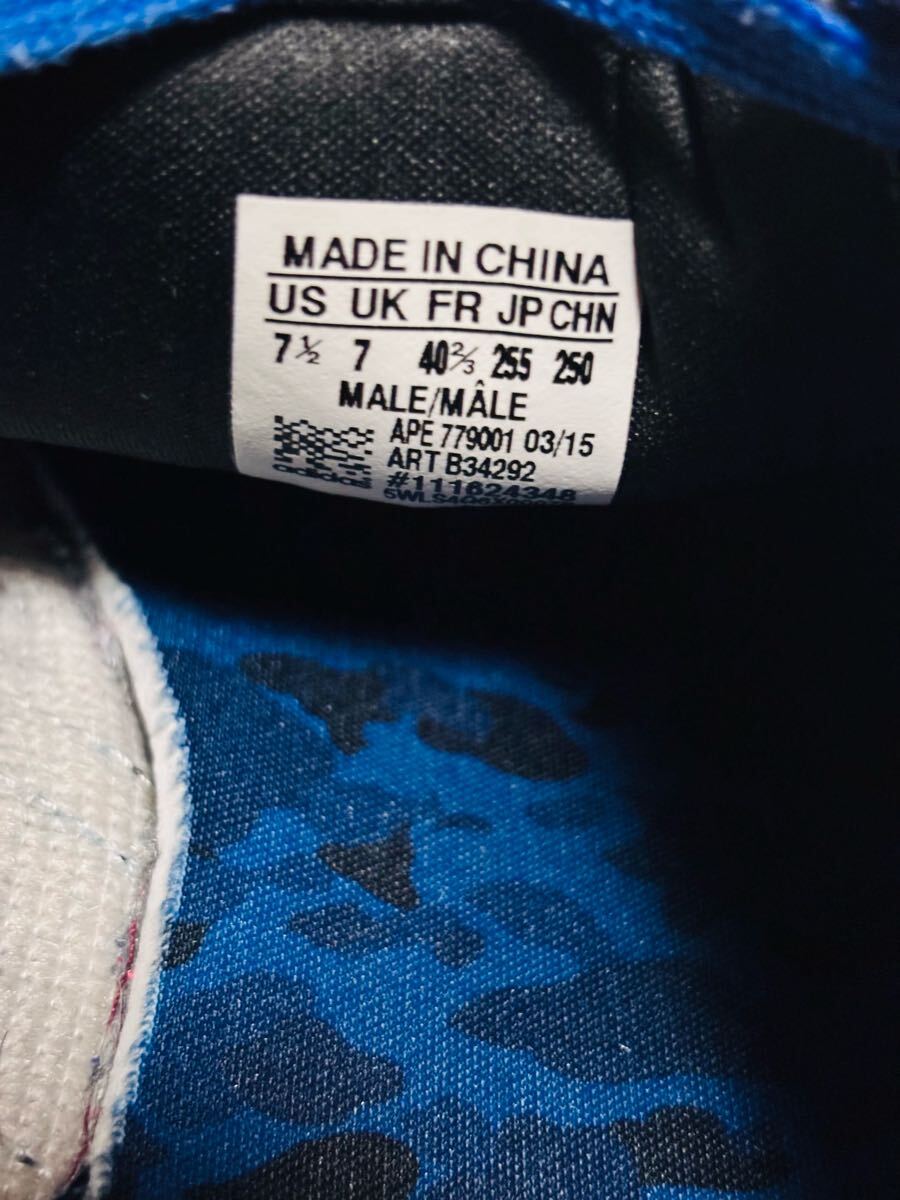 MADE IN CHINA
US UK FR JP CHN
7½ 7 40⅔ 255 250
MALE/MÂLE
APE 779001 03/15
ART B34292
adidas #111624348